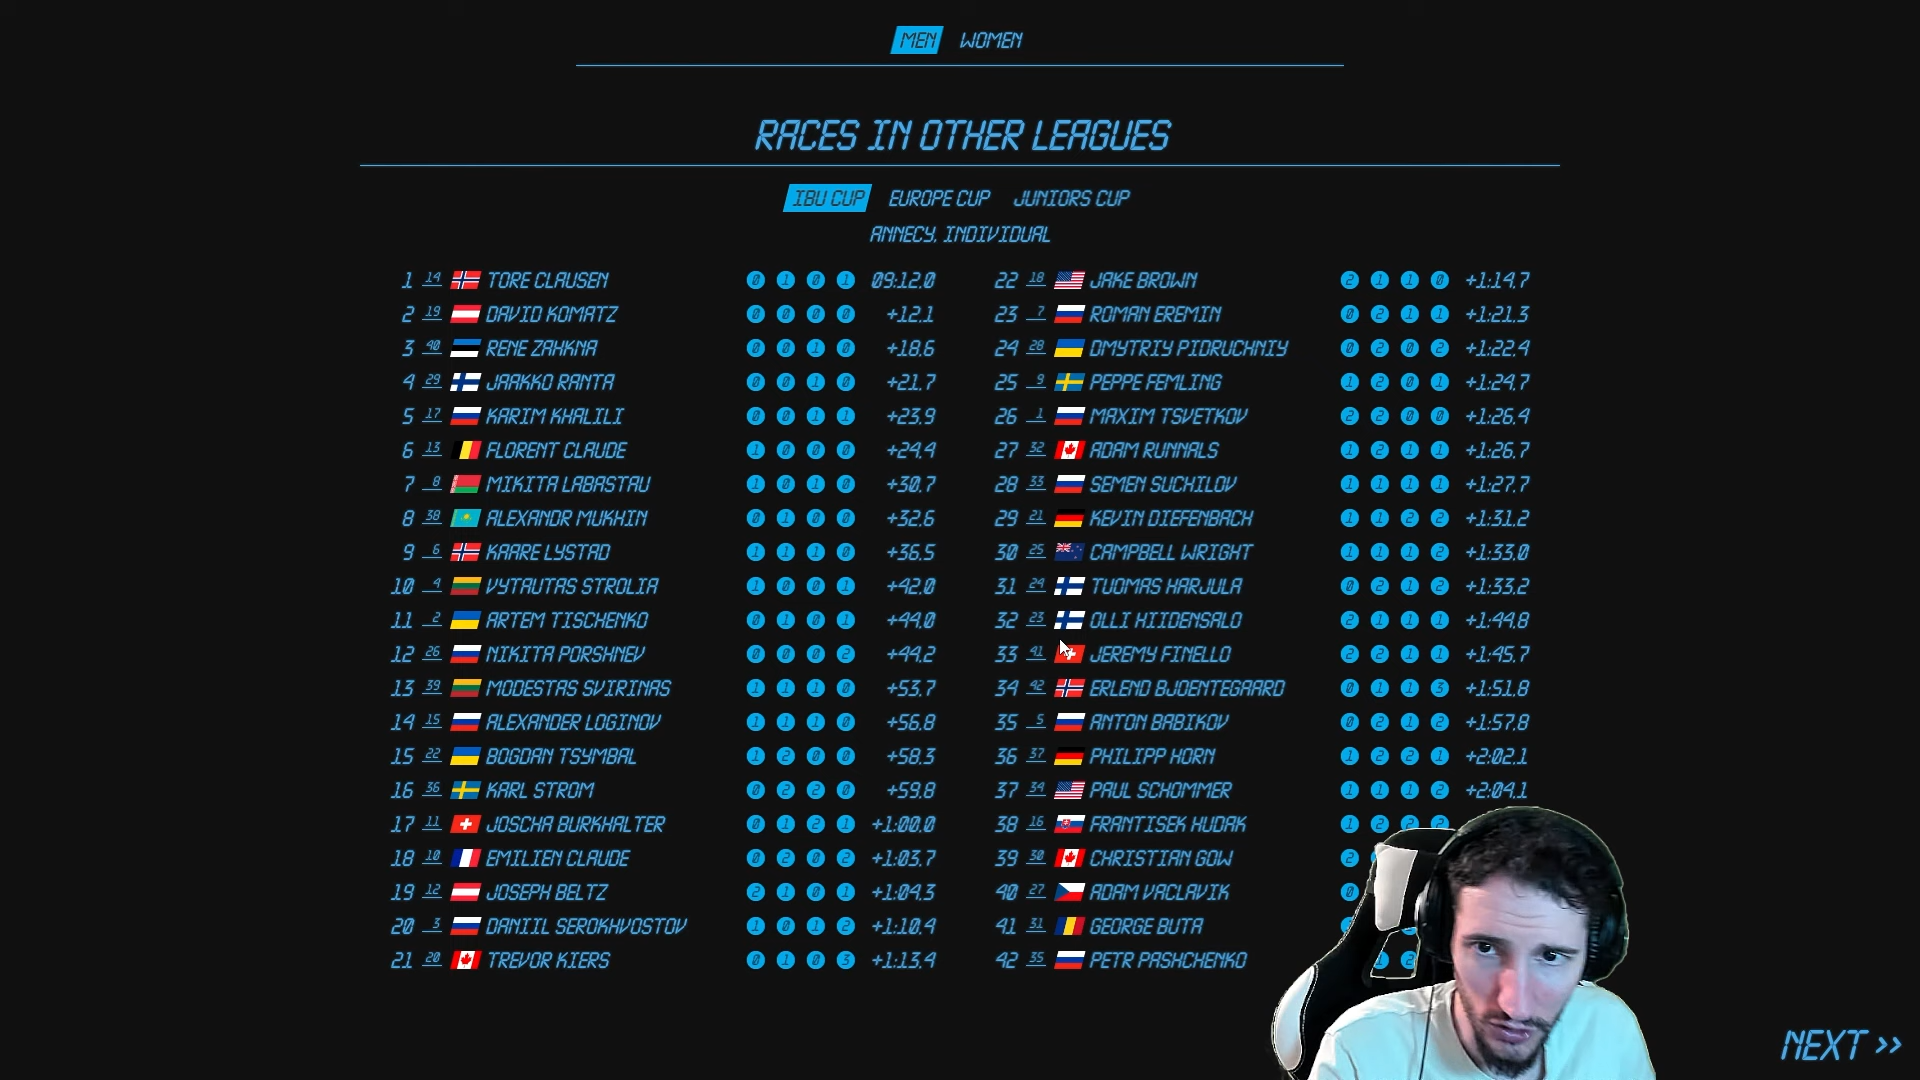 MEN WOMEN
RACES IN OTHER LEAGUES
IBU CUP EUROPE CUP JUNIORS CUP
ANNECY, INDIVIDUAL
1 14 TORE CLAUSEN 0 1 0 1 09:12.0
2 19 DAVID KOMATZ 0 0 0 0 +12.1
3 40 RENE ZAHKNA 0 0 1 0 +18.6
4 29 JAAKKO RANTA 0 0 1 0 +21.7
5 17 KARIM KHALILI 0 0 1 1 +23.9
6 13 FLORENT CLAUDE 1 0 0 0 +24.4
7 8 MIKITA LABASTAU 1 0 1 0 +30.7
8 38 ALEXANDR MUKHIN 0 1 0 0 +32.6
9 6 KAARE LYSTAD 1 1 1 0 +36.5
10 4 VYTAUTAS STROLIA 1 0 0 1 +42.0
11 2 ARTEM TISCHENKO 0 1 0 1 +44.0
12 26 NIKITA PORSHNEV 0 0 0 2 +44.2
13 39 MODESTAS SVIRINAS 1 1 1 0 +53.7
14 15 ALEXANDER LOGINOV 1 1 1 0 +56.8
15 22 BOGDAN TSYMBAL 1 2 0 0 +58.3
16 36 KARL STROM 0 2 2 0 +59.8
17 11 JOSCHA BURKHALTER 0 1 2 1 +1:00.0
18 10 EMILIEN CLAUDE 0 2 0 2 +1:03.7
19 12 JOSEPH BELTZ 2 1 0 1 +1:04.3
20 3 DANIIL SEROKHVOSTOV 1 0 1 2 +1:10.4
21 20 TREVOR KIERS 0 1 0 3 +1:13.4
22 18 JAKE BROWN 2 1 1 0 +1:14.7
23 7 ROMAN EREMIN 0 2 1 1 +1:21.3
24 28 DMYTRIY PIDRUCHNIY 0 2 0 2 +1:22.4
25 9 PEPPE FEMLING 1 2 0 1 +1:24.7
26 1 MAXIM TSVETKOV 2 2 0 0 +1:26.4
27 32 ADAM RUNNALS 1 2 1 1 +1:26.7
28 33 SEMEN SUCHILOV 1 1 1 1 +1:27.7
29 21 KEVIN DIEFENBACH 1 1 2 2 +1:31.2
30 25 CAMPBELL WRIGHT 1 1 1 2 +1:33.0
31 24 TUOMAS HARJULA 0 2 1 2 +1:33.2
32 23 OLLI HIIDENSALO 2 1 1 1 +1:44.8
33 41 JEREMY FINELLO 2 2 1 1 +1:45.7
34 42 ERLEND BJOENTEGAARD 0 1 1 3 +1:51.8
35 5 ANTON BABIKOV 0 2 1 2 +1:57.8
36 37 PHILIPP HORN 1 2 2 1 +2:02.1
37 34 PAUL SCHOMMER 1 1 1 2 +2:04.1
38 16 FRANTISEK HUDAK 1 2 2 2
39 30 CHRISTIAN GOW 2
40 27 ADAM VACLAVIK 0
41 31 GEORGE BUTA
42 35 PETR PASHCHENKO 1 2
NEXT >>